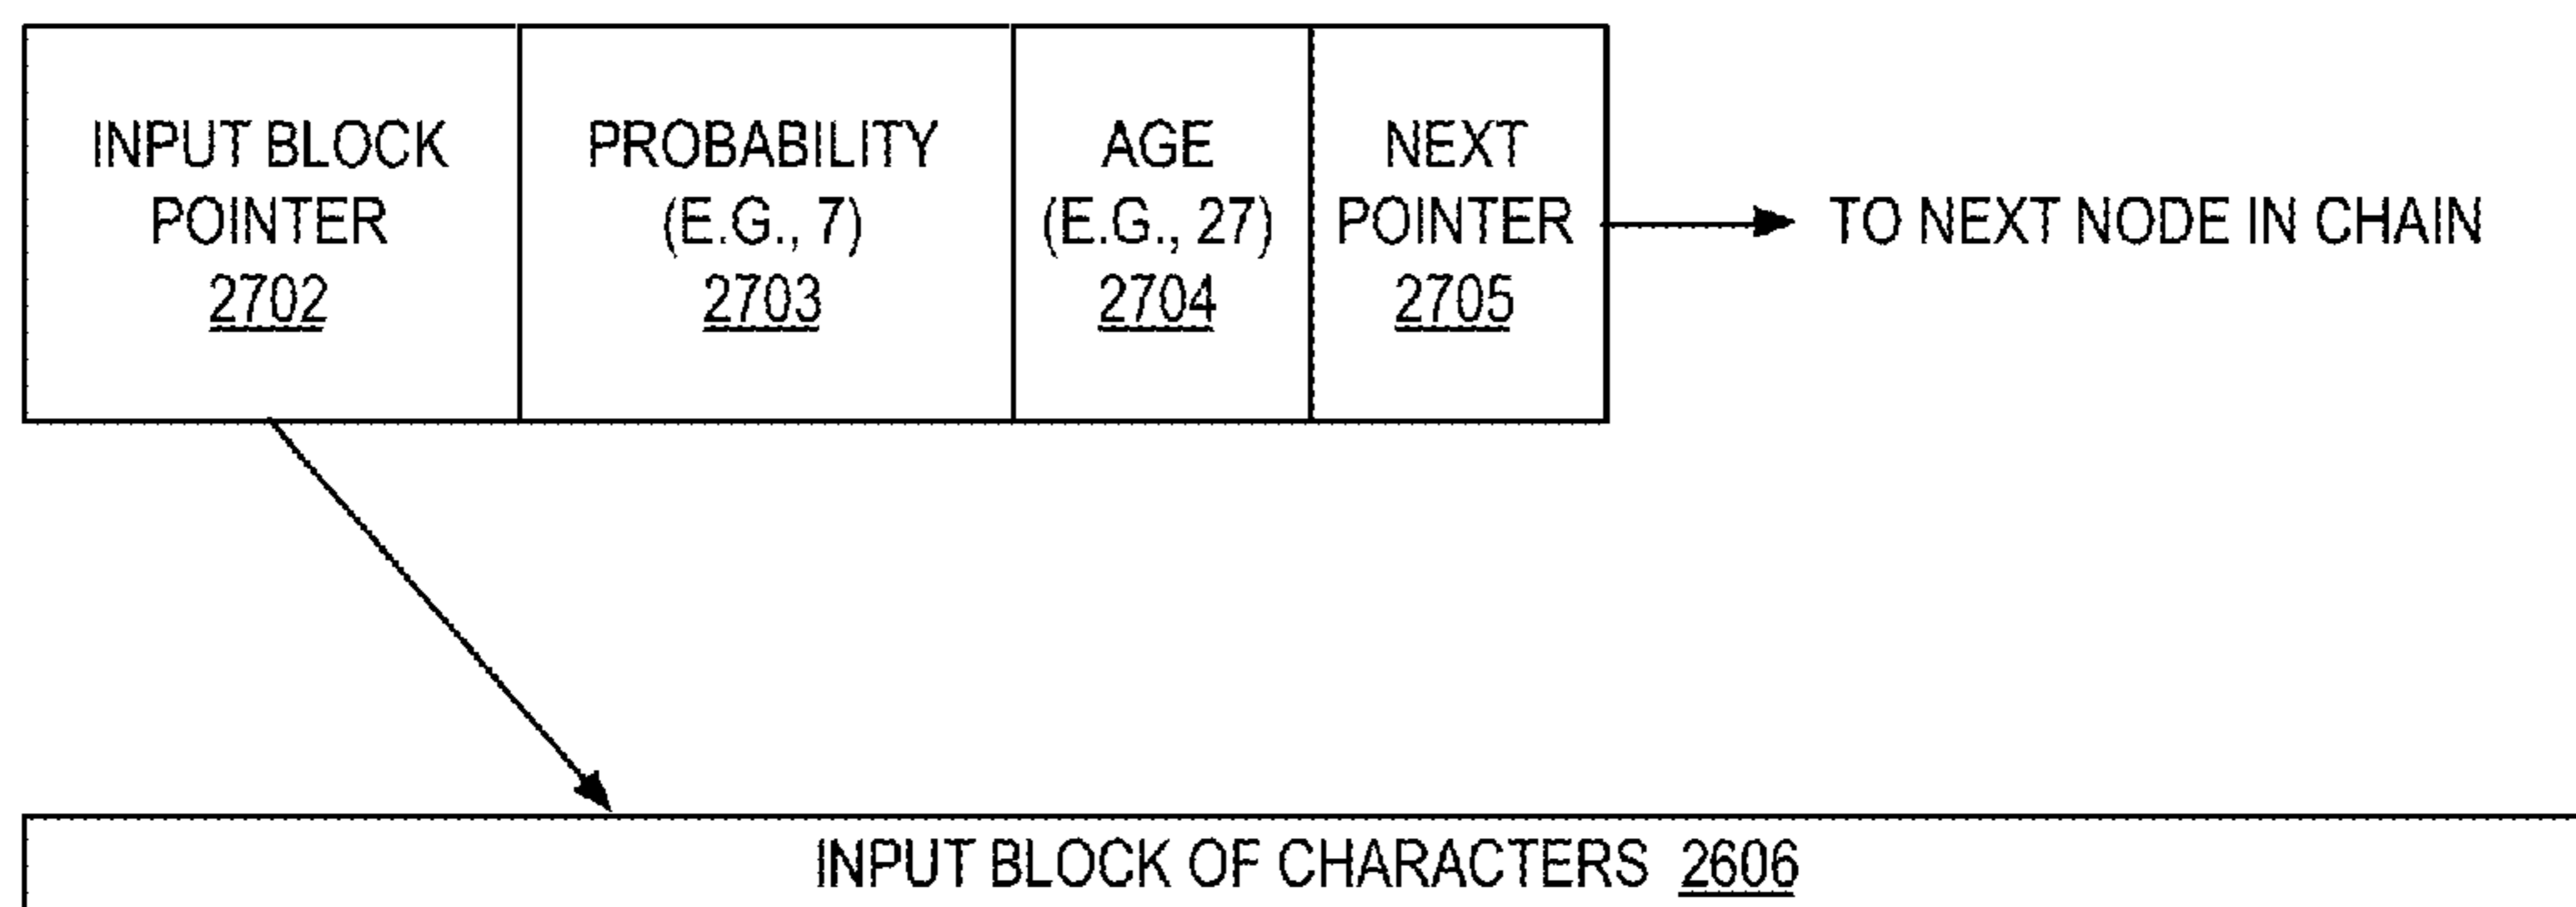 INPUT BLOCK
POINTER
2702
PROBABILITY
(E.G., 7)
2703
AGE
(E.G., 27)
2704
NEXT
POINTER
2705
TO NEXT NODE IN CHAIN
INPUT BLOCK OF CHARACTERS 2606